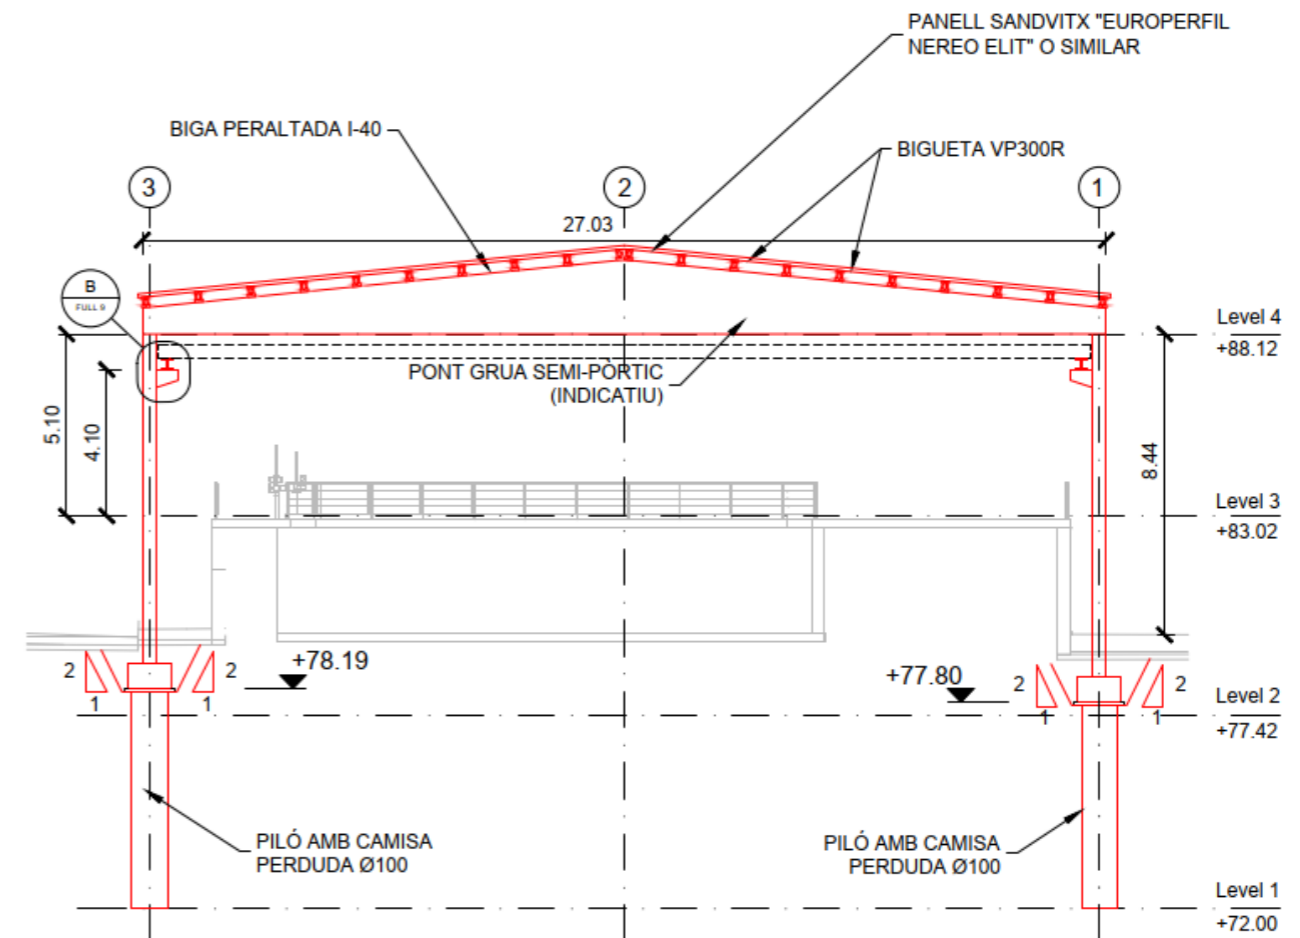 PANELL SANDVITX "EUROPERFIL
NEREO ELIT" O SIMILAR
BIGA PERALTADA I-40
BIGUETA VP300R
3
2
1
27.03
B
FULL 9
Level 4
+88.12
PONT GRUA SEMI-PÒRTIC
(INDICATIU)
5.10
4.10
8.44
Level 3
+83.02
2
1
2
1
+78.19
+77.80
2
1
2
1
Level 2
+77.42
PILÓ AMB CAMISA
PERDUDA Ø100
PILÓ AMB CAMISA
PERDUDA Ø100
Level 1
+72.00